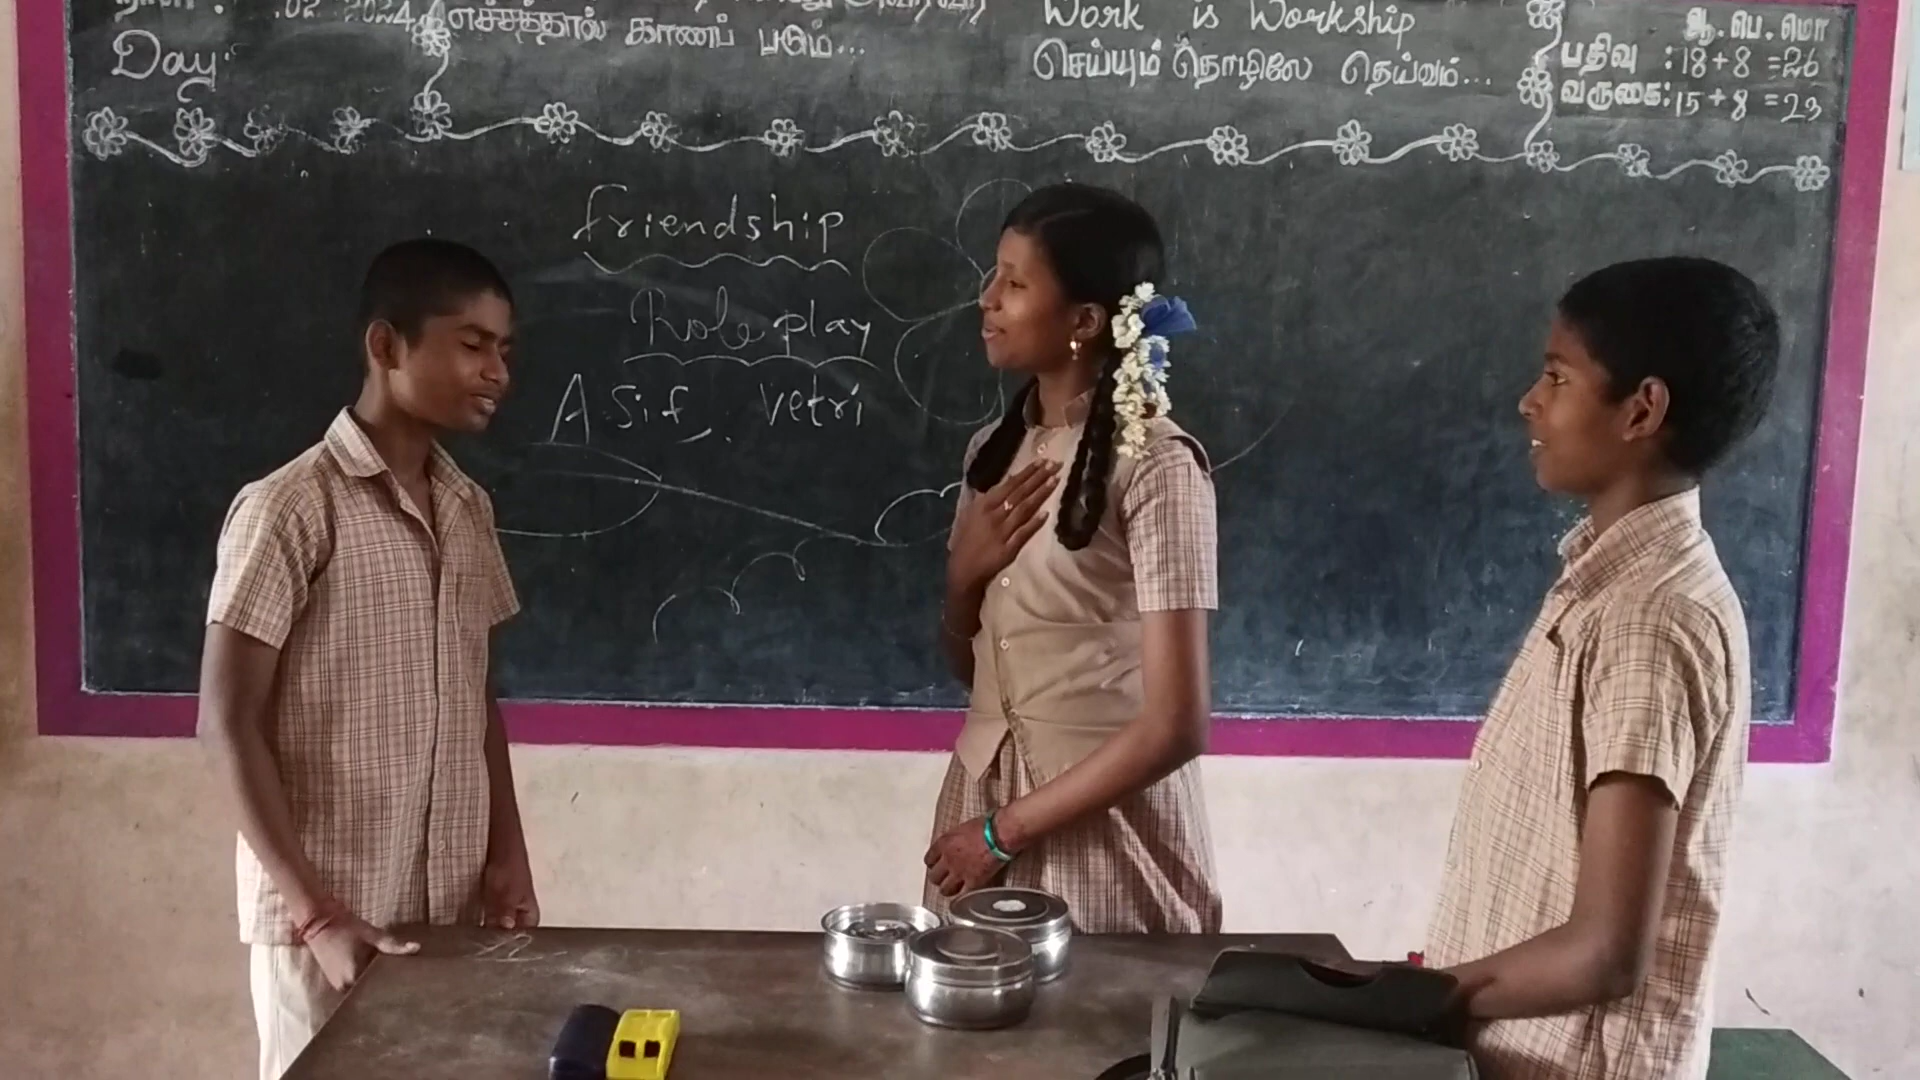 நாள் : .02.2024
எச்சத்தால் காணப் படும்...
Day:
Work is Workship
செய்யும் தொழிலே தெய்வம்...
ஆ.பெ.மொ
பதிவு : 18+8 =26
வருகை: 15+8 =23
friendship
Role play
Asif, Vetri